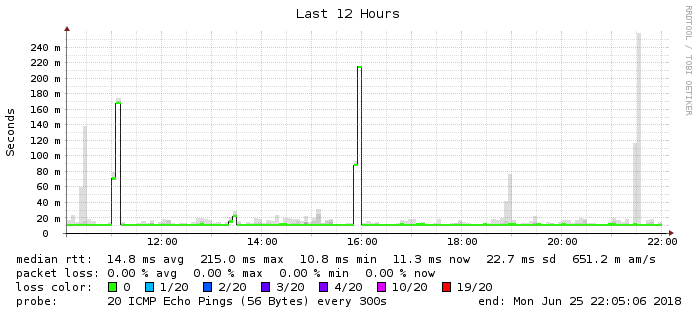 Last 12 Hours
RRDTOOL / TOBI OETIKER
Seconds
240 m
220 m
200 m
180 m
160 m
140 m
120 m
100 m
80 m
60 m
40 m
20 m
0
12:00 14:00 16:00 18:00 20:00 22:00
median rtt: 14.8 ms avg 215.0 ms max 10.8 ms min 11.3 ms now 22.7 ms sd 651.2 m am/s
packet loss: 0.00 % avg 0.00 % max 0.00 % min 0.00 % now
loss color: 0 1/20 2/20 3/20 4/20 10/20 19/20
probe: 20 ICMP Echo Pings (56 Bytes) every 300s end: Mon Jun 25 22:05:06 2018